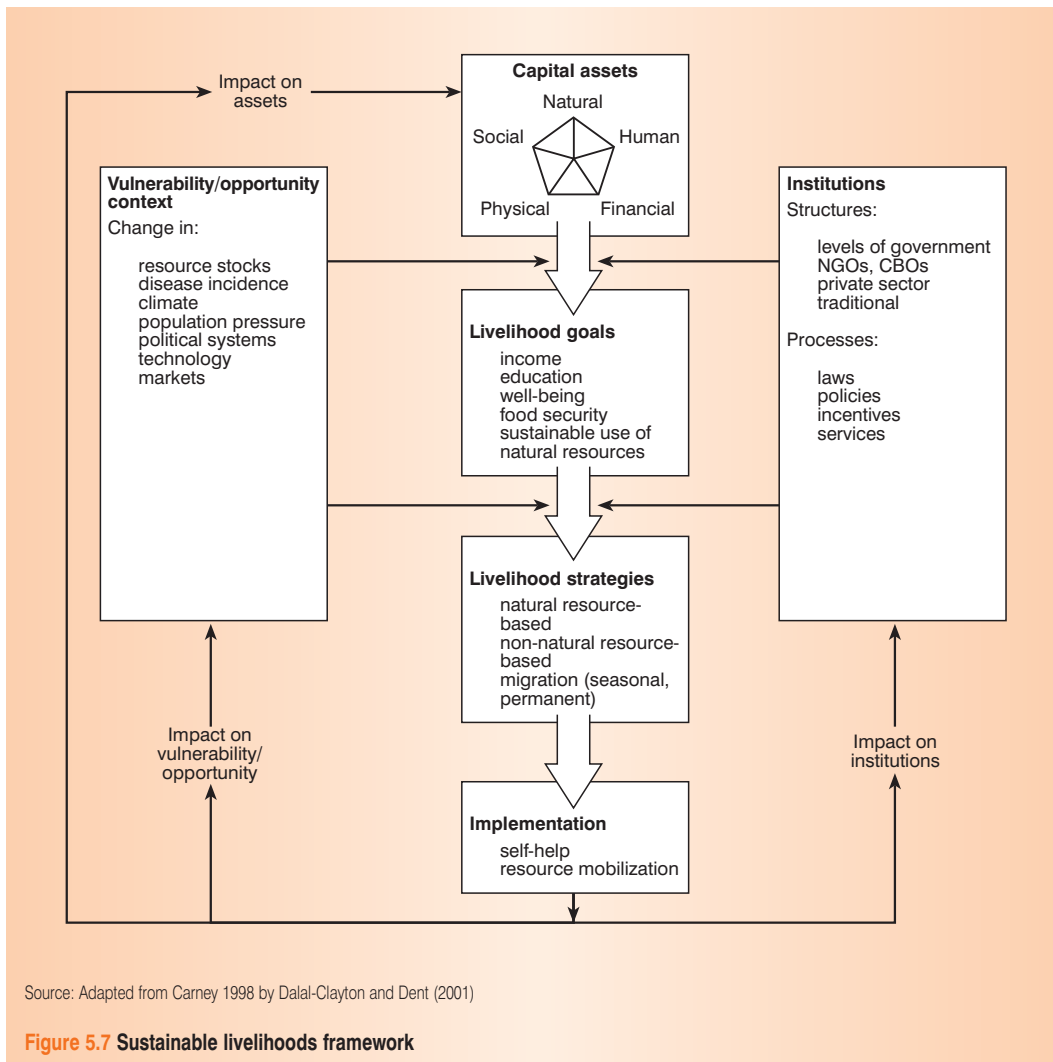 Impact on
assets
Capital assets
Natural
Social
Human
Physical
Financial
Vulnerability/opportunity
context
Change in:
resource stocks
disease incidence
climate
population pressure
political systems
technology
markets
Institutions
Structures:
levels of government
NGOs, CBOs
private sector
traditional
Processes:
laws
policies
incentives
services
Livelihood goals
income
education
well-being
food security
sustainable use of
natural resources
Livelihood strategies
natural resource-
based
non-natural resource-
based
migration (seasonal,
permanent)
Impact on
vulnerability/
opportunity
Impact on
institutions
Implementation
self-help
resource mobilization
Source: Adapted from Carney 1998 by Dalal-Clayton and Dent (2001)
Figure 5.7 Sustainable livelihoods framework